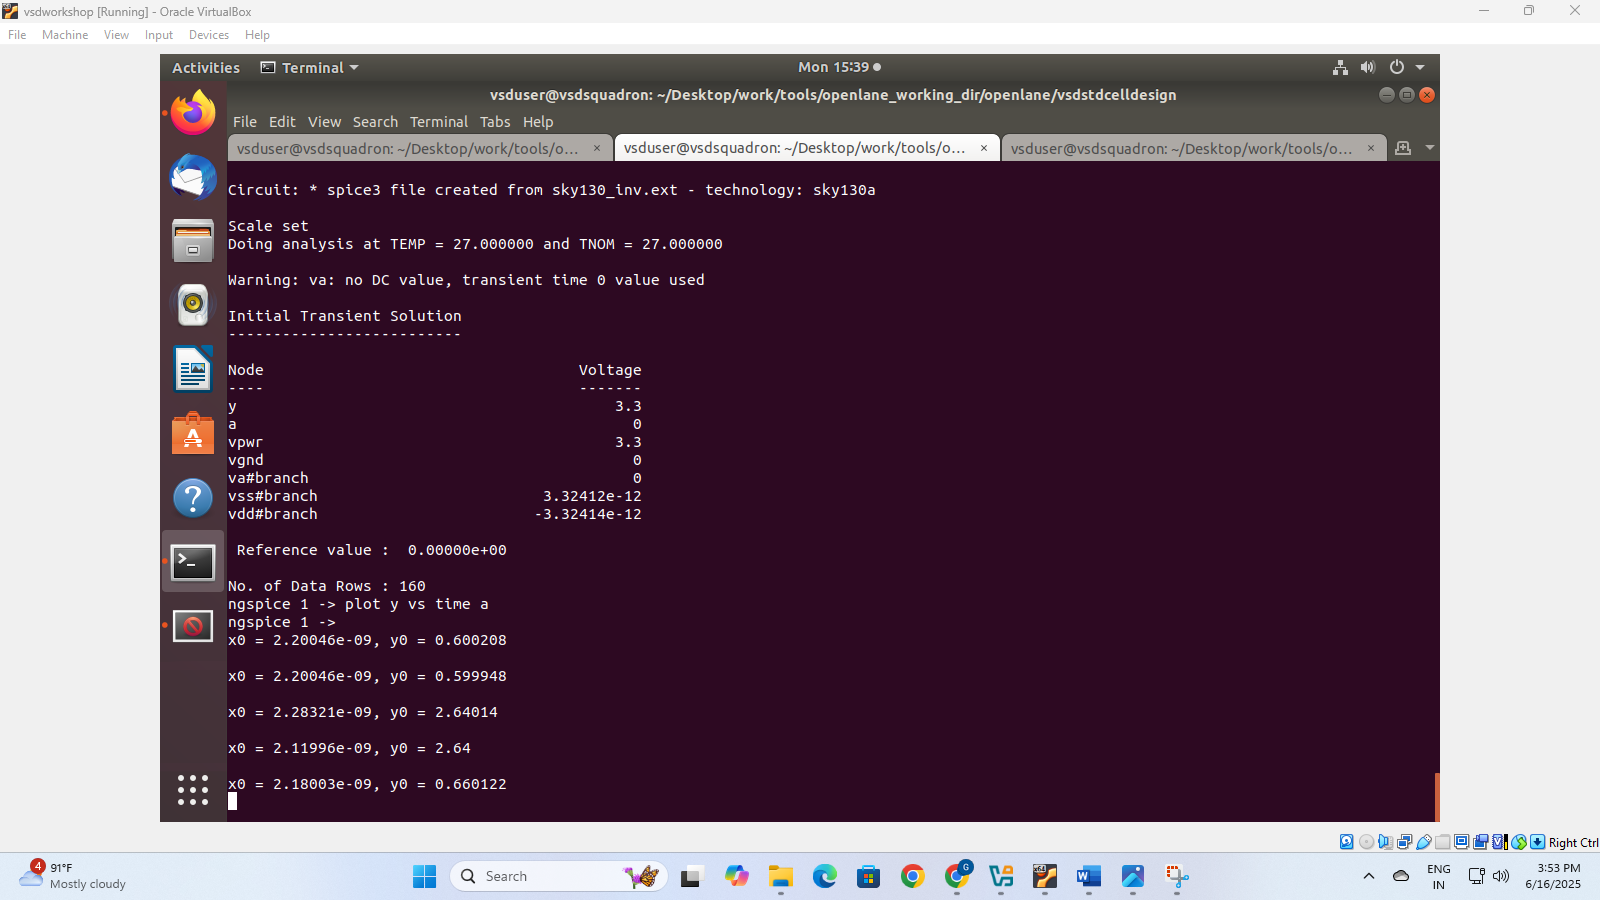 vsdworkshop [Running] - Oracle VirtualBox
File Machine View Input Devices Help
Activities Terminal Mon 15:39
vsduser@vsdsquadron: ~/Desktop/work/tools/openlane_working_dir/openlane/vsdstdcelldesign
File Edit View Search Terminal Tabs Help
vsduser@vsdsquadron: ~/Desktop/work/tools/o... × vsduser@vsdsquadron: ~/Desktop/work/tools/o... × vsduser@vsdsquadron: ~/Desktop/work/tools/o... ×
Circuit: * spice3 file created from sky130_inv.ext - technology: sky130a
Scale set
Doing analysis at TEMP = 27.000000 and TNOM = 27.000000
Warning: va: no DC value, transient time 0 value used
Initial Transient Solution
--------------------------
Node Voltage
---- -------
y 3.3
a 0
vpwr 3.3
vgnd 0
va#branch 0
vss#branch 3.32412e-12
vdd#branch -3.32414e-12
Reference value : 0.00000e+00
No. of Data Rows : 160
ngspice 1 -> plot y vs time a
ngspice 1 ->
x0 = 2.20046e-09, y0 = 0.600208
x0 = 2.20046e-09, y0 = 0.599948
x0 = 2.28321e-09, y0 = 2.64014
x0 = 2.11996e-09, y0 = 2.64
x0 = 2.18003e-09, y0 = 0.660122
Right Ctrl
4
91°F
Mostly cloudy
Search
G
x64
ENG
IN
3:53 PM
6/16/2025